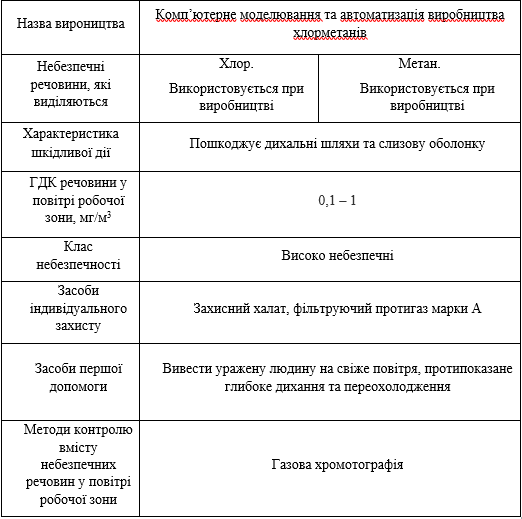 Назва вироництва
Комп’ютерне моделювання та автоматизація виробництва
хлорметанів
Небезпечні
речовини, які
виділяються
Хлор.
Використовується при
виробництві
Метан.
Використовується при
виробництві
Характеристика
шкідливої дії
Пошкоджує дихальні шляхи та слизову оболонку
ГДК речовини у
повітрі робочої
зони, мг/м³
0,1 – 1
Клас
небезпечності
Високо небезпечні
Засоби
індивідуального
захисту
Захисний халат, фільтруючий протигаз марки А
Засоби першої
допомоги
Вивести уражену людину на свіже повітря, протипоказане
глибоке дихання та переохолодження
Методи контролю
вмісту
небезпечних
речовин у повітрі
робочої зони
Газова хромотографія